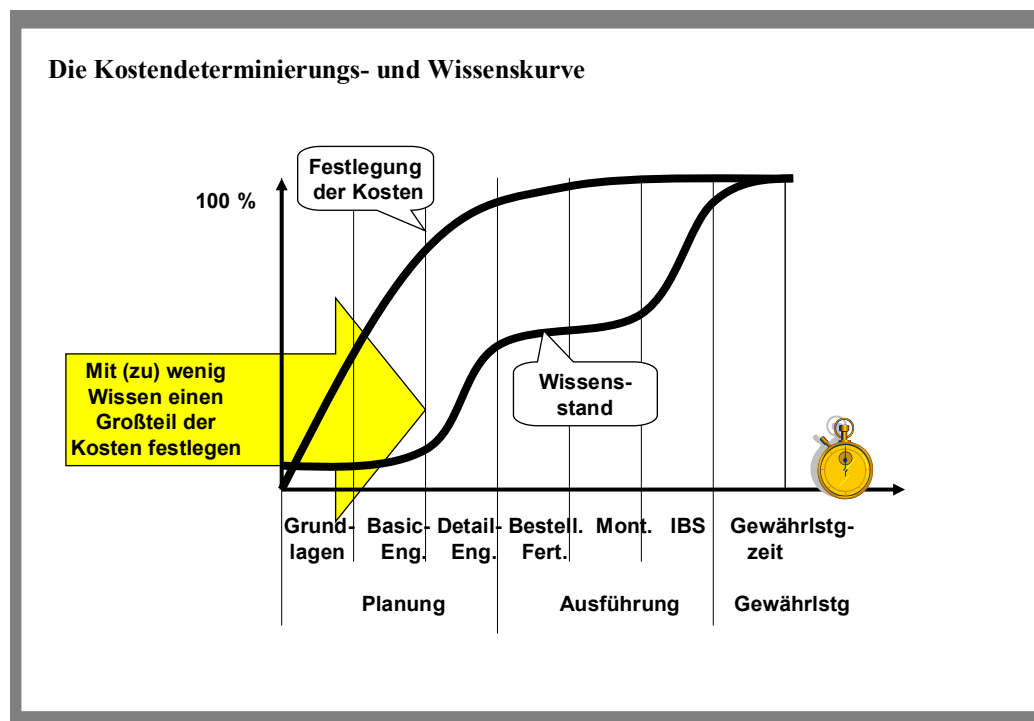 Die Kostendeterminierungs- und Wissenskurve
Festlegung
der Kosten
100 %
Mit (zu) wenig
Wissen einen
Großteil der
Kosten festlegen
Wissens-
stand
Grund-
lagen
Basic-
Eng.
Detail-
Eng.
Bestell.
Fert.
Mont.
IBS
Gewährlstg-
zeit
Planung
Ausführung
Gewährlstg